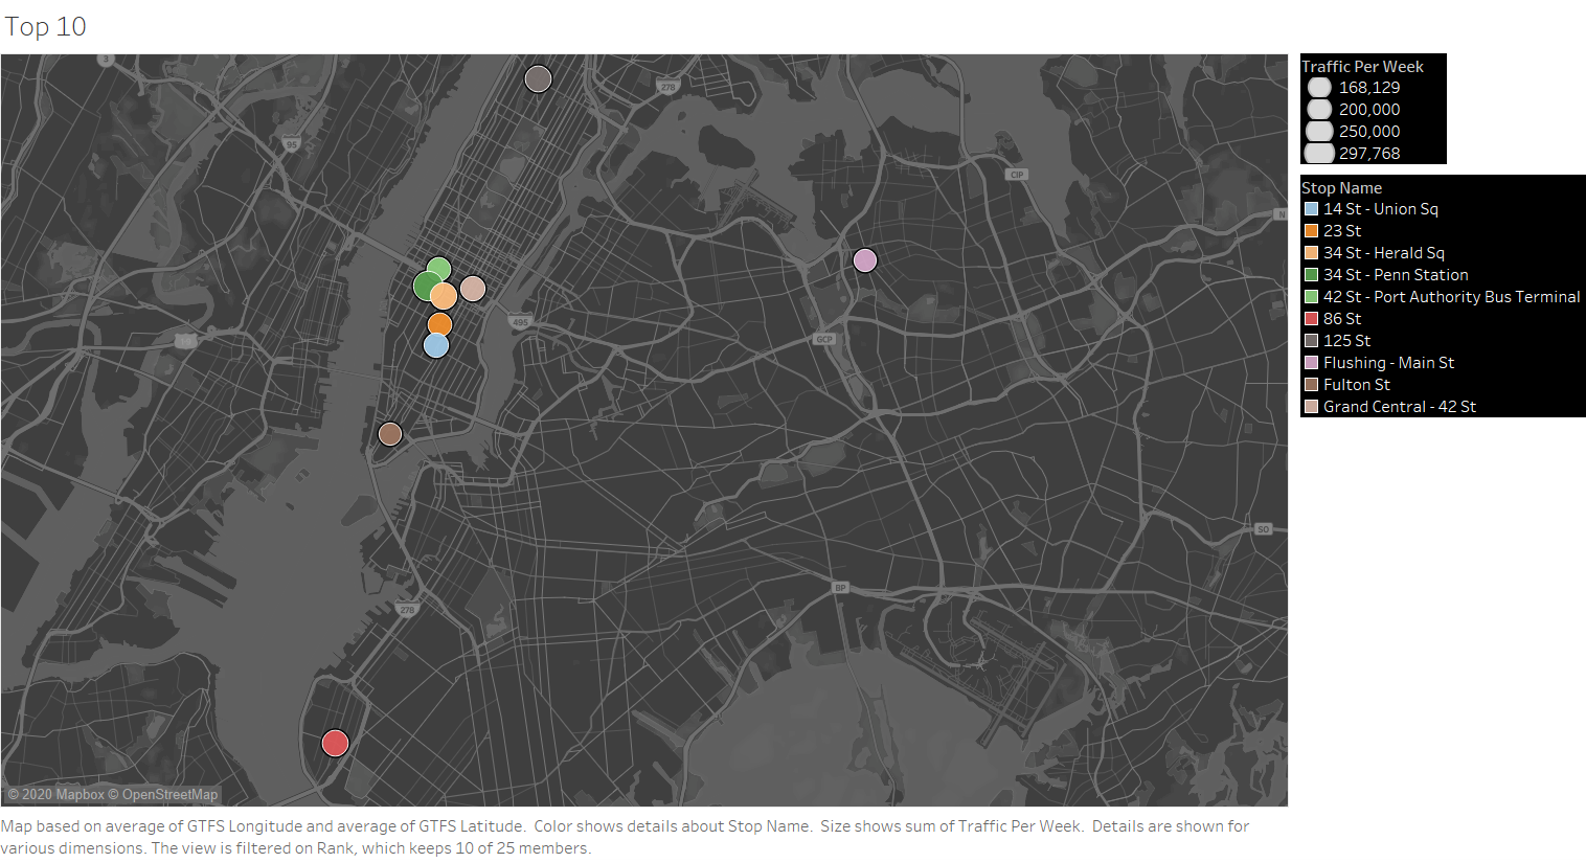 Top 10
3
278
95
CIP
N
495
GCP
SO
BP
278
© 2020 Mapbox © OpenStreetMap
Traffic Per Week
168,129
200,000
250,000
297,768
Stop Name
14 St - Union Sq
23 St
34 St - Herald Sq
34 St - Penn Station
42 St - Port Authority Bus Terminal
86 St
125 St
Flushing - Main St
Fulton St
Grand Central - 42 St
Map based on average of GTFS Longitude and average of GTFS Latitude.  Color shows details about Stop Name.  Size shows sum of Traffic Per Week.  Details are shown for
various dimensions. The view is filtered on Rank, which keeps 10 of 25 members.